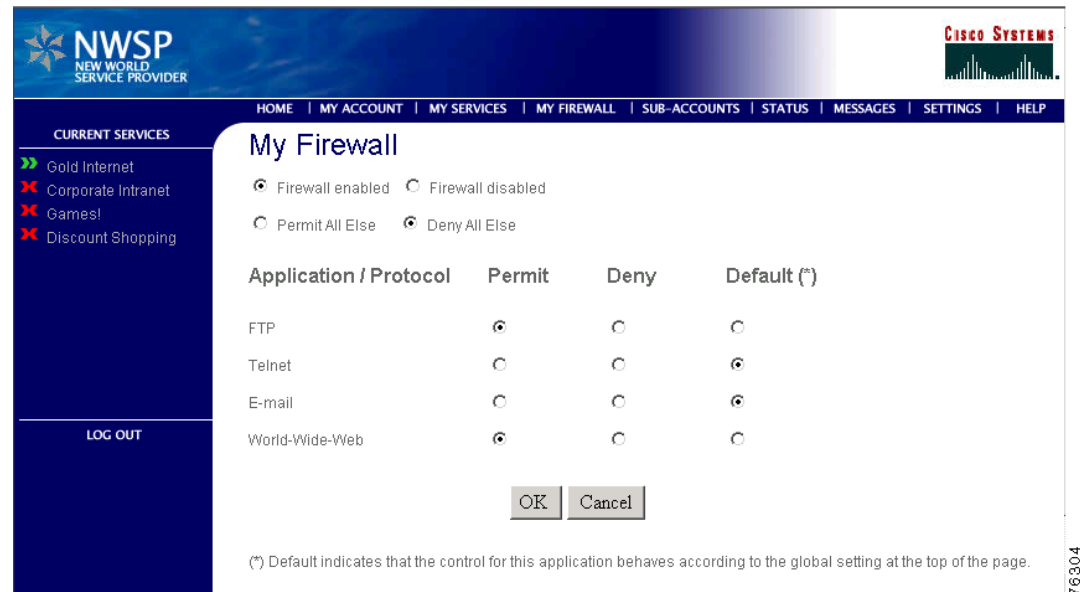 NWSP
NEW WORLD
SERVICE PROVIDER
CISCO SYSTEMS
HOME | MY ACCOUNT | MY SERVICES | MY FIREWALL | SUB-ACCOUNTS | STATUS | MESSAGES | SETTINGS | HELP
CURRENT SERVICES
Gold Internet
Corporate Intranet
Games!
Discount Shopping
LOG OUT
My Firewall
Firewall enabled Firewall disabled
Permit All Else Deny All Else
Application / Protocol Permit Deny Default (*)
FTP
Telnet
E-mail
World-Wide-Web
OK Cancel
(*) Default indicates that the control for this application behaves according to the global setting at the top of the page.
76304